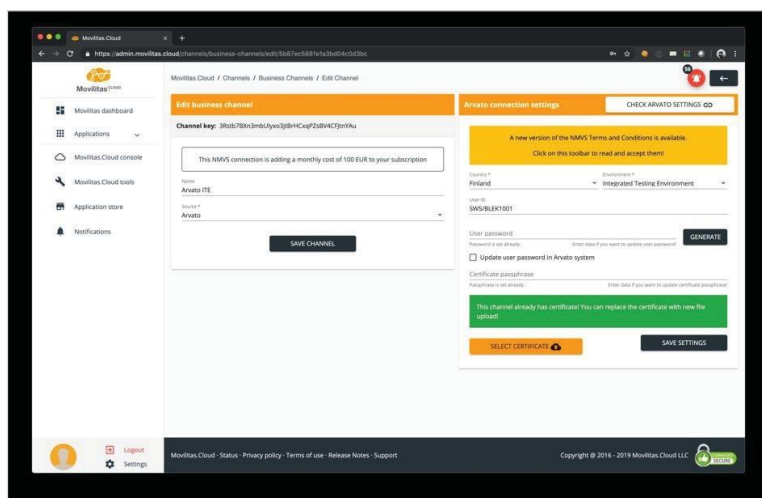 Movilitas.Cloud
https://admin.movilitas.cloud/channels/business-channels/edit/5b87ec5881e1a3bd04c0d3bc
Movilitas
Movilitas.Cloud / Channels / Business Channels / Edit Channel
Movilitas dashboard
Applications
Movilitas.Cloud console
Movilitas.Cloud tools
Application store
Notifications
Edit business channel
Channel key:
This NMVS connection is adding a monthly cost of 100 EUR to your subscription
Name
Arvato ITE
Source *
Arvato
SAVE CHANNEL
Arvato connection settings
CHECK ARVATO SETTINGS
A new version of the NMVS Terms and Conditions is available.
Click on this toolbar to read and accept them!
Country *
Environment *
Finland
Integrated Testing Environment
User ID
SWS/BLEK1001
User password
GENERATE
Password is set already.
Enter data if you want to update user password!
Update user password in Arvato system
Certificate passphrase
Passphrase is set already.
Enter data if you want to update certificate passphrase!
This channel already has certificate! You can replace the certificate with new file
upload!
SELECT CERTIFICATE
SAVE SETTINGS
Logout
Settings
Movilitas.Cloud - Status - Privacy policy - Terms of use - Release Notes - Support
Copyright @ 2016 - 2019 Movilitas.Cloud LLC
SECURE